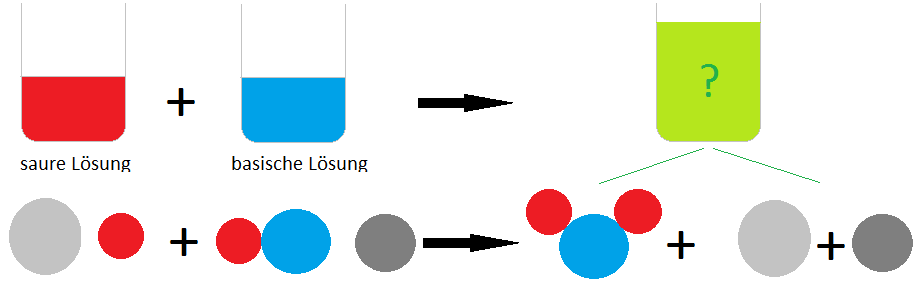 +
?
saure Lösung
basische Lösung
+ + +